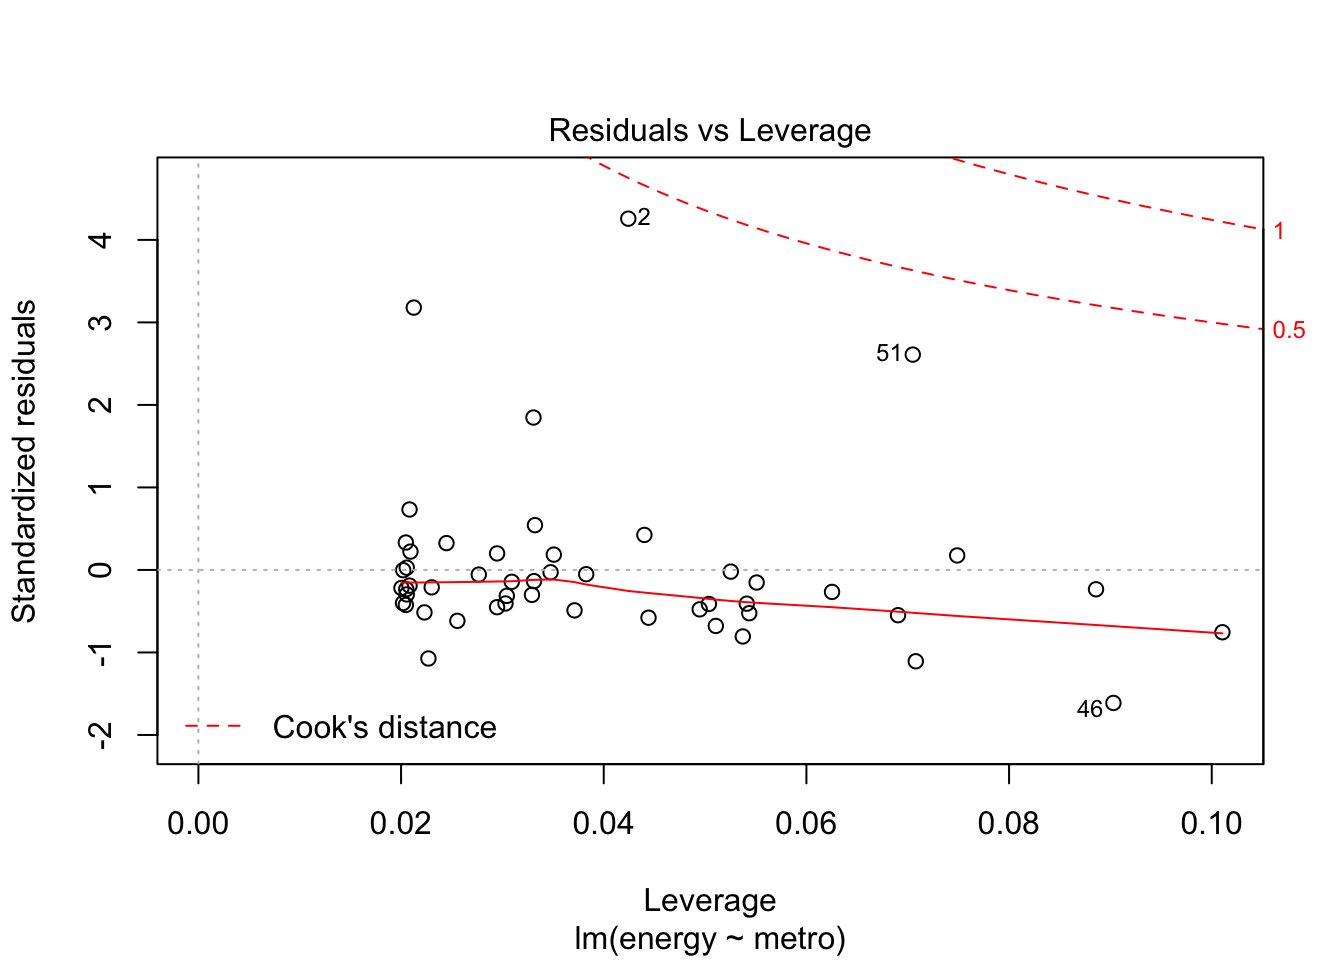 Residuals vs Leverage
Standardized residuals
4
3
2
1
0
-1
-2
2
51
46
1
0.5
Cook's distance
0.00 0.02 0.04 0.06 0.08 0.10
Leverage
lm(energy ~ metro)